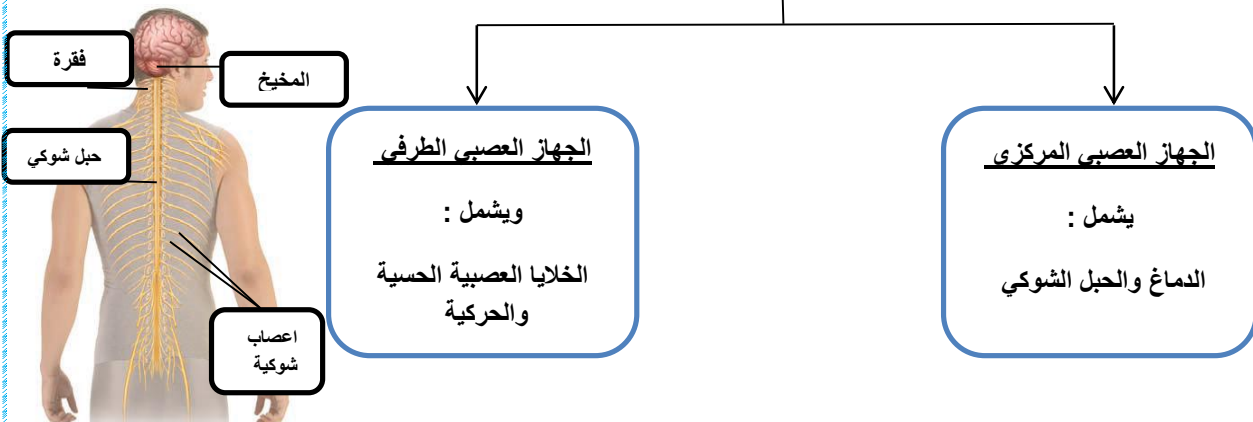 الجهاز العصبي المركزي
يشمل :
الدماغ والحبل الشوكي
الجهاز العصبي الطرفي
ويشمل :
الخلايا العصبية الحسية
والحركية
فقرة
المخيخ
حبل شوكي
اعصاب
شوكية